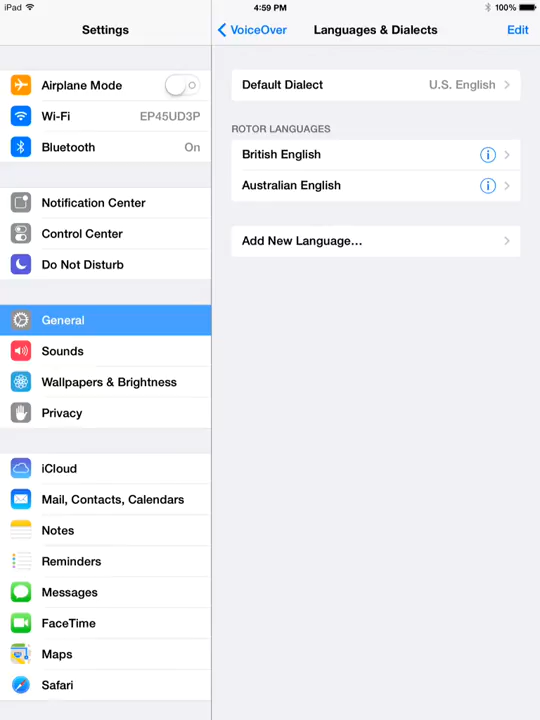 iPad
4:59 PM
100%
Settings
VoiceOver
Languages & Dialects
Edit
Airplane Mode
Wi-Fi
EP45UD3P
Bluetooth
On
Notification Center
Control Center
Do Not Disturb
General
Sounds
Wallpapers & Brightness
Privacy
iCloud
Mail, Contacts, Calendars
Notes
Reminders
Messages
FaceTime
Maps
Safari
Default Dialect
U.S. English
ROTOR LANGUAGES
British English
Australian English
Add New Language…